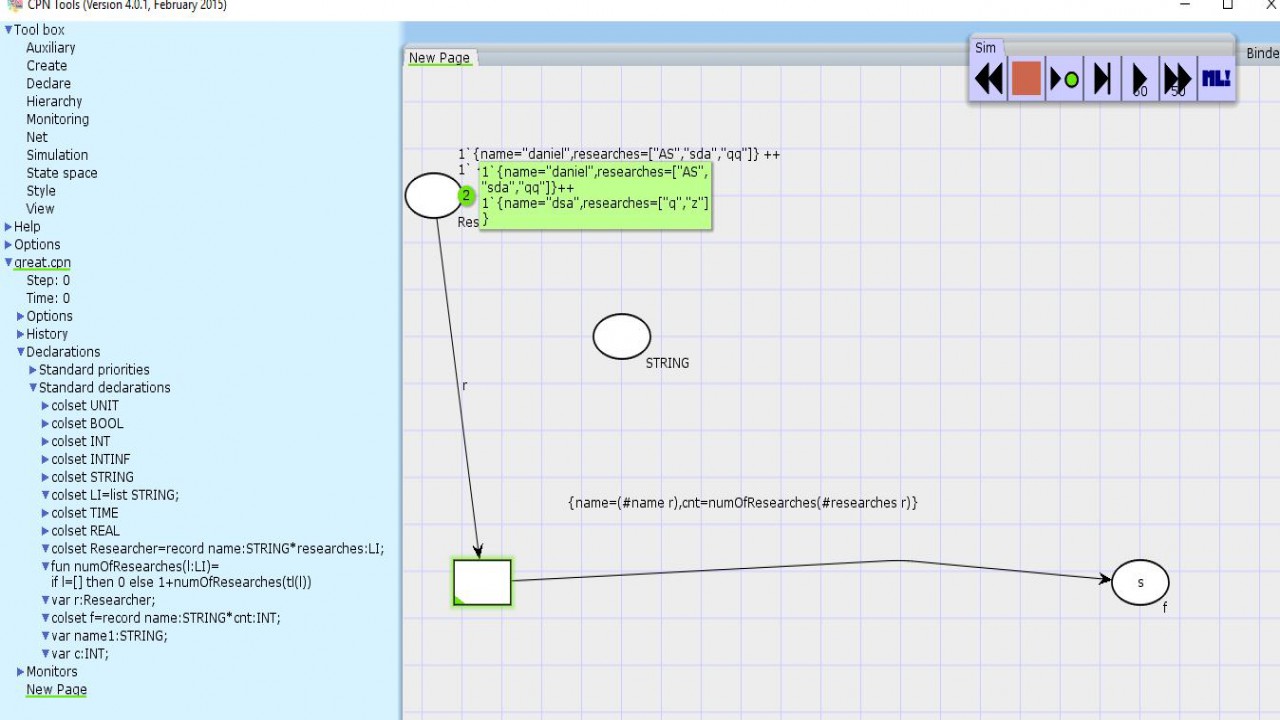 CPN Tools (Version 4.0.1, February 2015)
Tool box
Auxiliary
Create
Declare
Hierarchy
Monitoring
Net
Simulation
State space
Style
View
Help
Options
great.cpn
Step: 0
Time: 0
Options
History
Declarations
Standard priorities
Standard declarations
colset UNIT
colset BOOL
colset INT
colset INTINF
colset STRING
colset LI=list STRING;
colset TIME
colset REAL
colset Researcher=record name:STRING*researches:LI;
fun numOfResearches(l:LI)=
if l=[] then 0 else 1+numOfResearches(tl(l))
var r:Researcher;
colset f=record name:STRING*cnt:INT;
var name1:STRING;
var c:INT;
Monitors
New Page
New Page
Sim
50
ML!
Binde
1`{name="daniel",researches=["AS","sda","qq"]} ++
1`
2
1`{name="daniel",researches=["AS",
"sda","qq"]}++
1`{name="dsa",researches=["q","z"]
}
Res
STRING
r
{name=(#name r),cnt=numOfResearches(#researches r)}
s
f